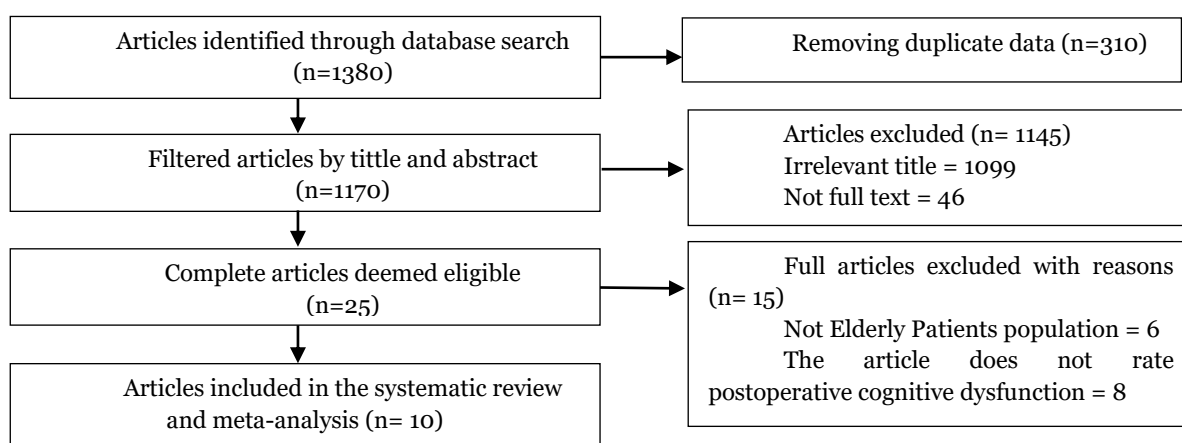 Articles identified through database search
(n=1380)
Removing duplicate data (n=310)
Filtered articles by tittle and abstract
(n=1170)
Articles excluded (n= 1145)
Irrelevant title = 1099
Not full text = 46
Complete articles deemed eligible
(n=25)
Full articles excluded with reasons
(n= 15)
Not Elderly Patients population = 6
The article does not rate
postoperative cognitive dysfunction = 8
Articles included in the systematic review
and meta-analysis (n= 10)